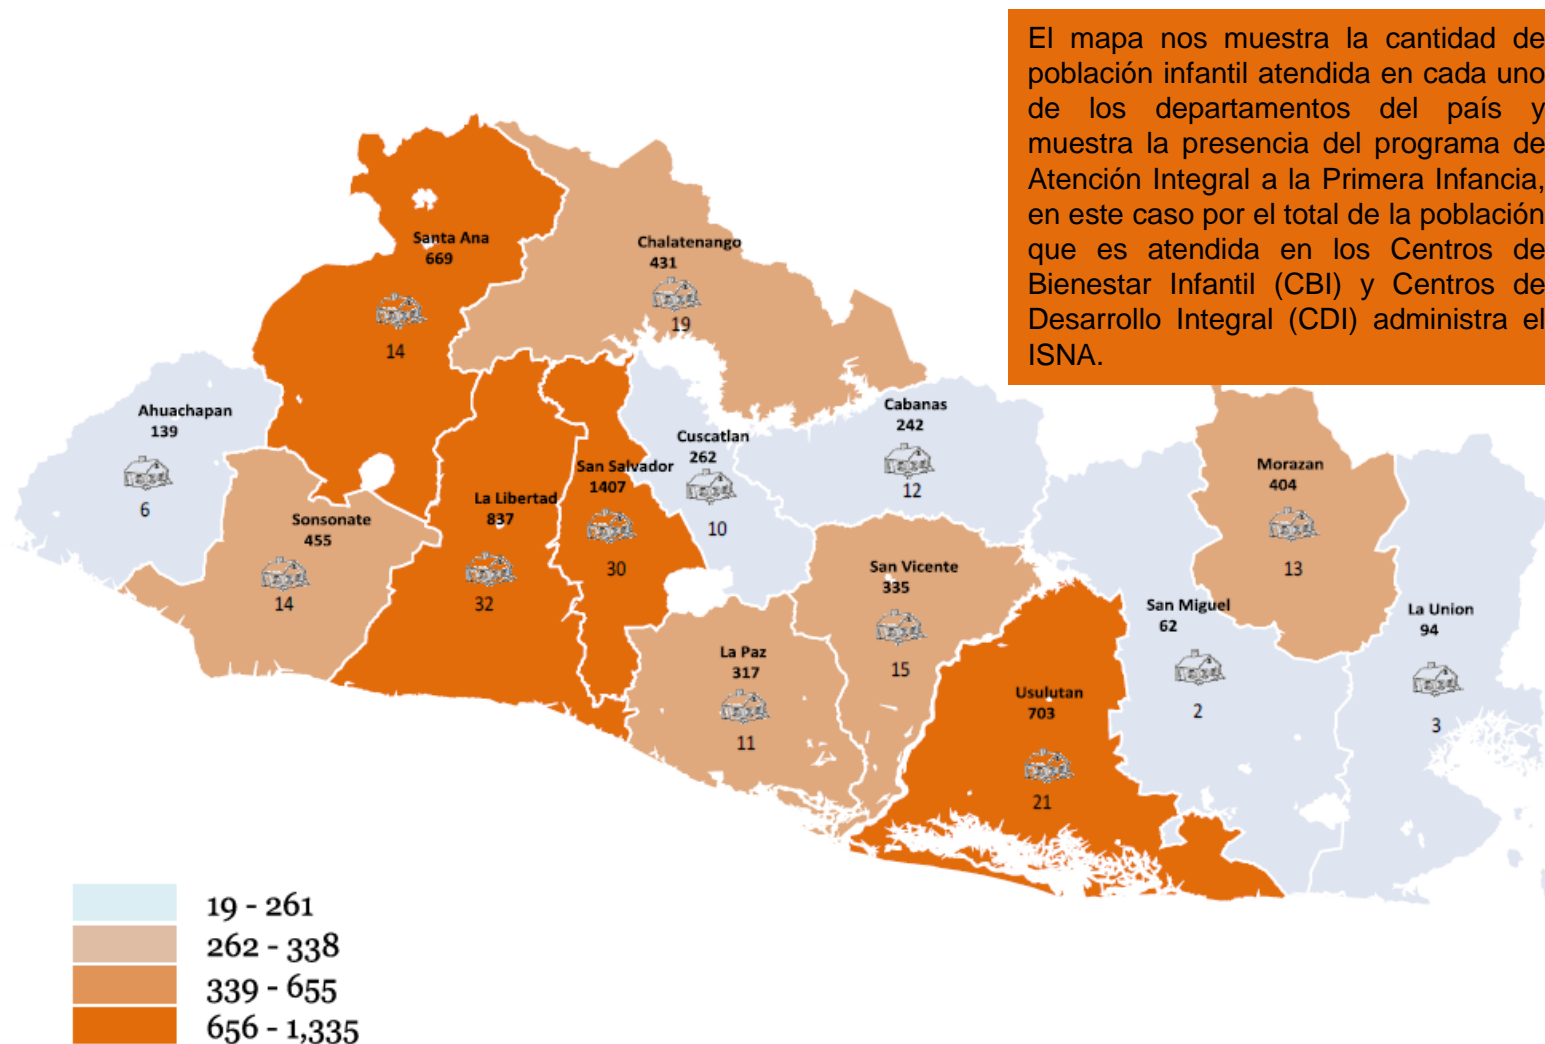 El mapa nos muestra la cantidad de
población infantil atendida en cada uno
de los departamentos del país y
muestra la presencia del programa de
Atención Integral a la Primera Infancia,
en este caso por el total de la población
que es atendida en los Centros de
Bienestar Infantil (CBI) y Centros de
Desarrollo Integral (CDI) administra el
ISNA.
Santa Ana
669
14
Chalatenango
431
19
Ahuachapan
139
6
Sonsonate
455
14
La Libertad
837
32
San Salvador
1407
30
Cuscatlan
262
10
Cabanas
242
12
San Vicente
335
15
La Paz
317
11
Usulutan
703
21
San Miguel
62
2
Morazan
404
13
La Union
94
3
19 - 261
262 - 338
339 - 655
656 - 1,335